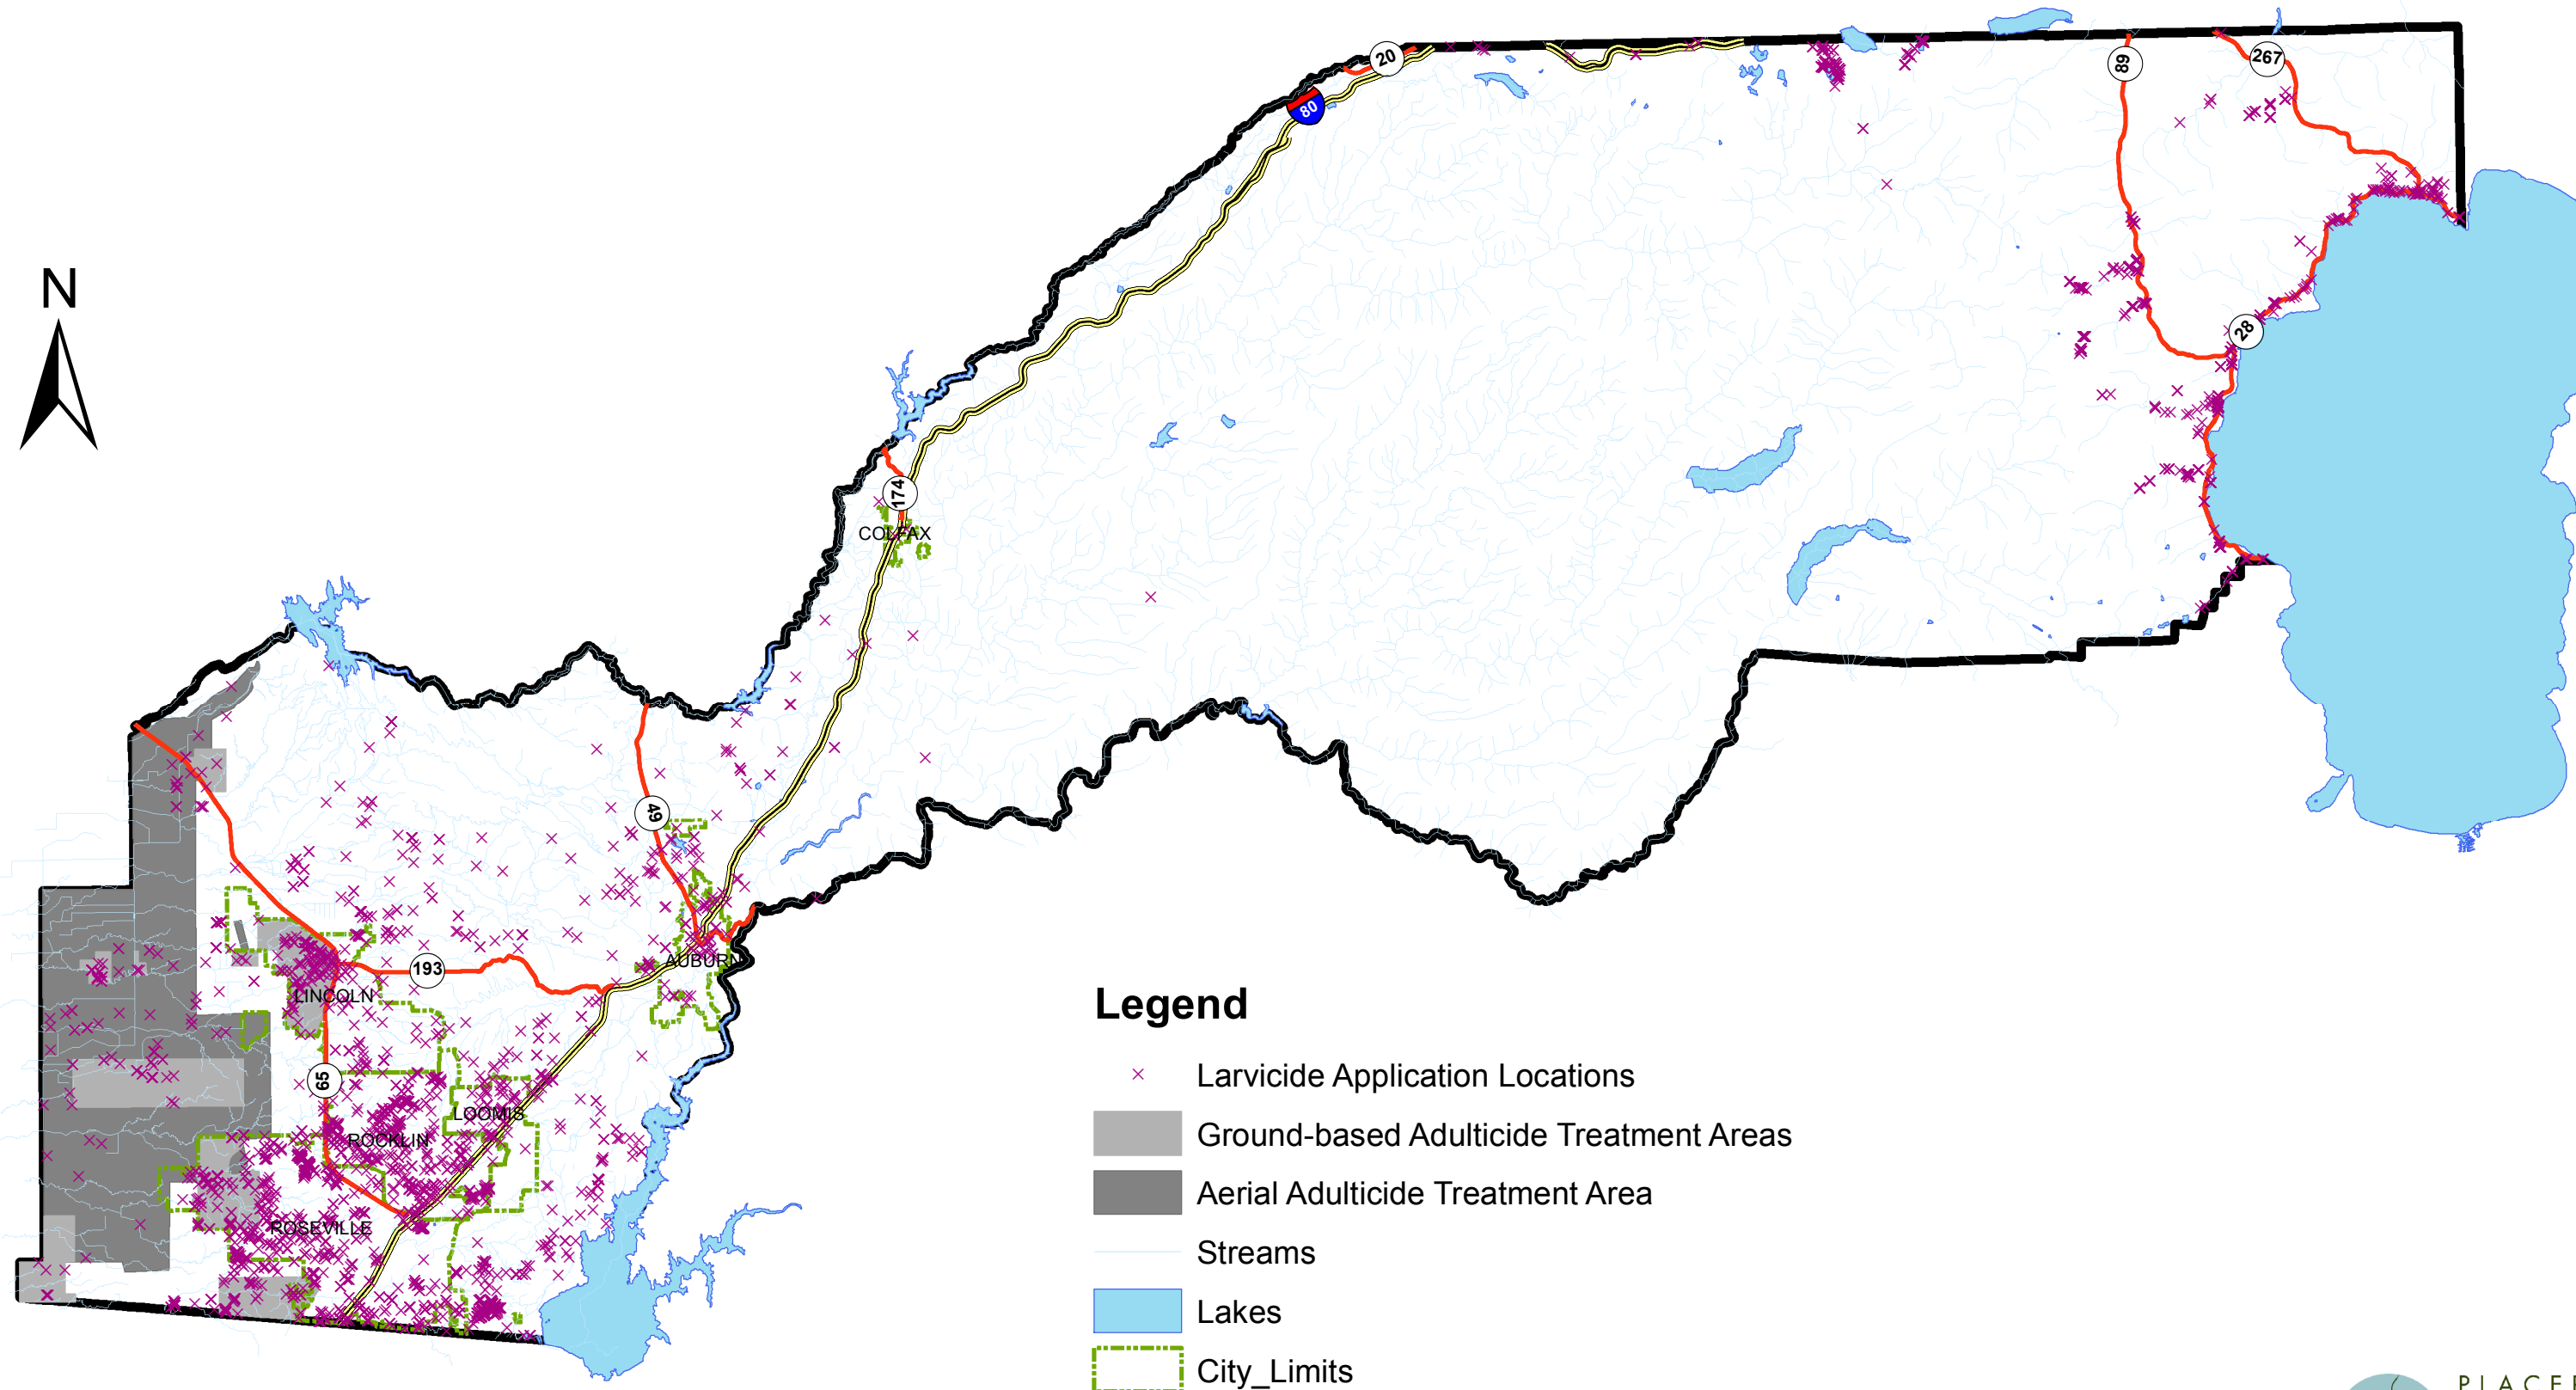 20
80
89
267
N
28
174
COLFAX
49
193
AUBURN
LINCOLN
65
LOOMIS
ROCKLIN
ROSEVILLE
Legend
Larvicide Application Locations
Ground-based Adulticide Treatment Areas
Aerial Adulticide Treatment Area
Streams
Lakes
City_Limits